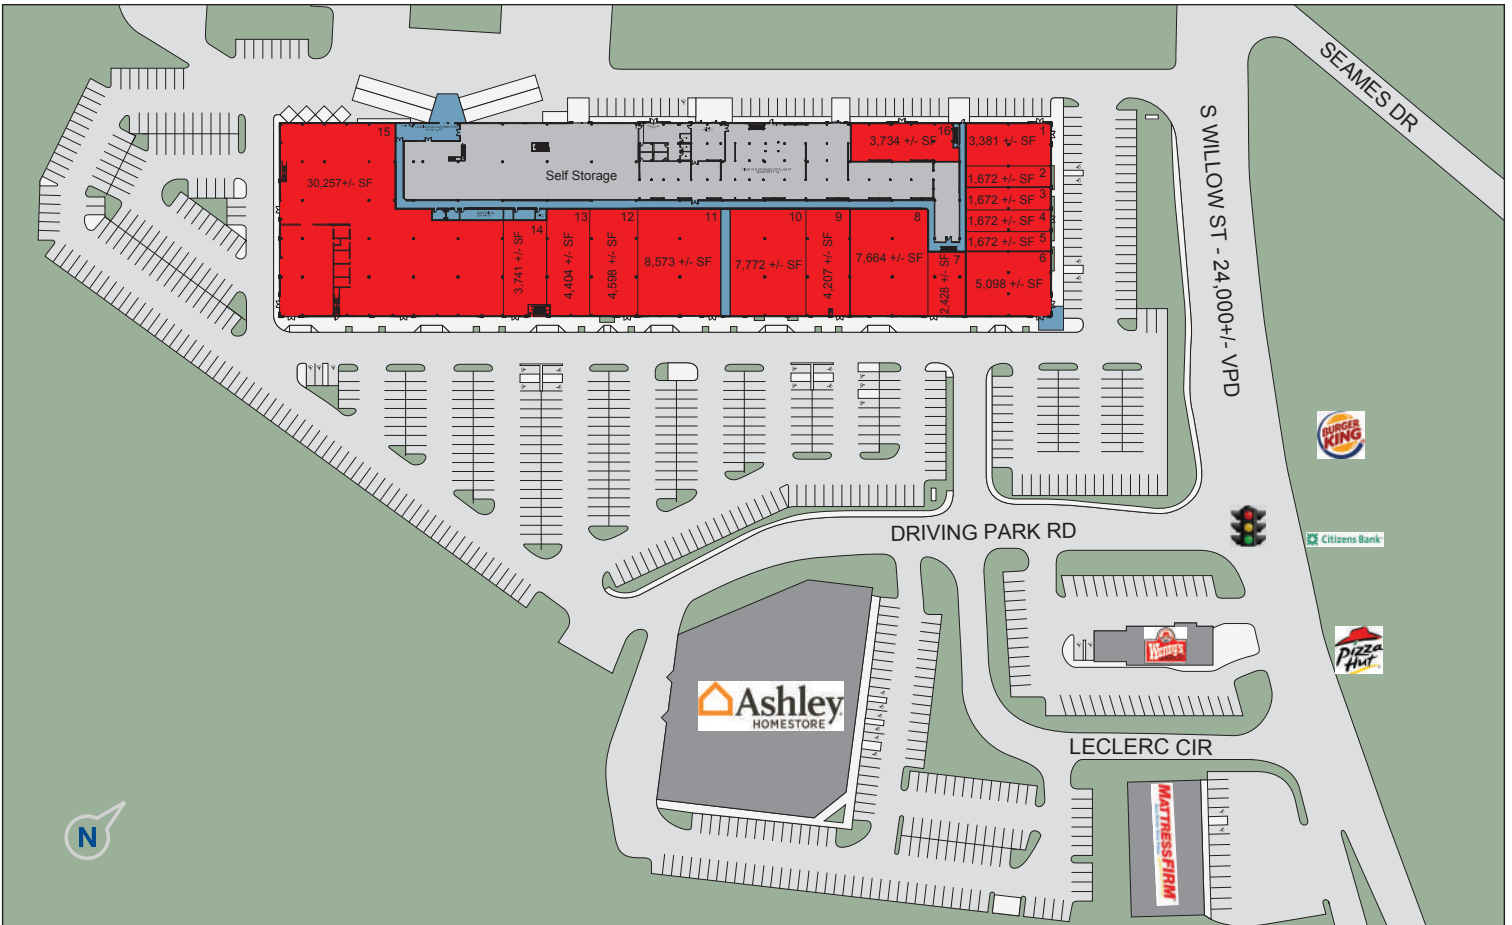 SEAMES DR
S WILLOW ST - 24,000+/- VPD
15
30,257+/- SF
Self Storage
16
3,734 +/- SF
1
3,381 +/- SF
2
1,672 +/- SF
3
1,672 +/- SF
4
1,672 +/- SF
5
1,672 +/- SF
6
5,098 +/- SF
7
2,428 +/- SF
8
7,664 +/- SF
9
4,207 +/- SF
10
7,772 +/- SF
11
8,573 +/- SF
12
4,598 +/- SF
13
4,404 +/- SF
14
3,741 +/- SF
BURGER
KING
DRIVING PARK RD
Citizens Bank
Wendy's
Pizza
Hut
Ashley
HOMESTORE
LECLERC CIR
MATTRESSFIRM
N